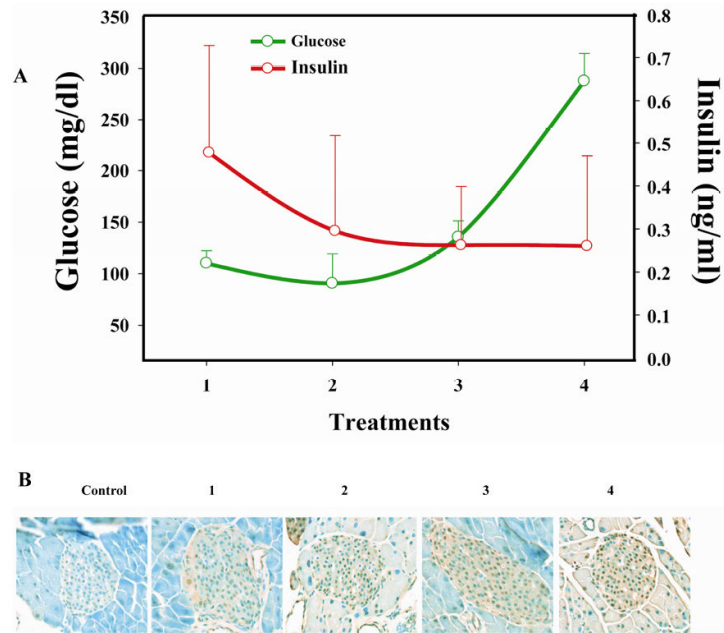 A
Glucose (mg/dl)
350
300
250
200
150
100
50
Glucose
Insulin
0.8
0.7
0.6
0.5
0.4
0.3
0.2
0.1
0.0
Insulin (ng/ml)
1 2 3 4
Treatments
B
Control 1 2 3 4